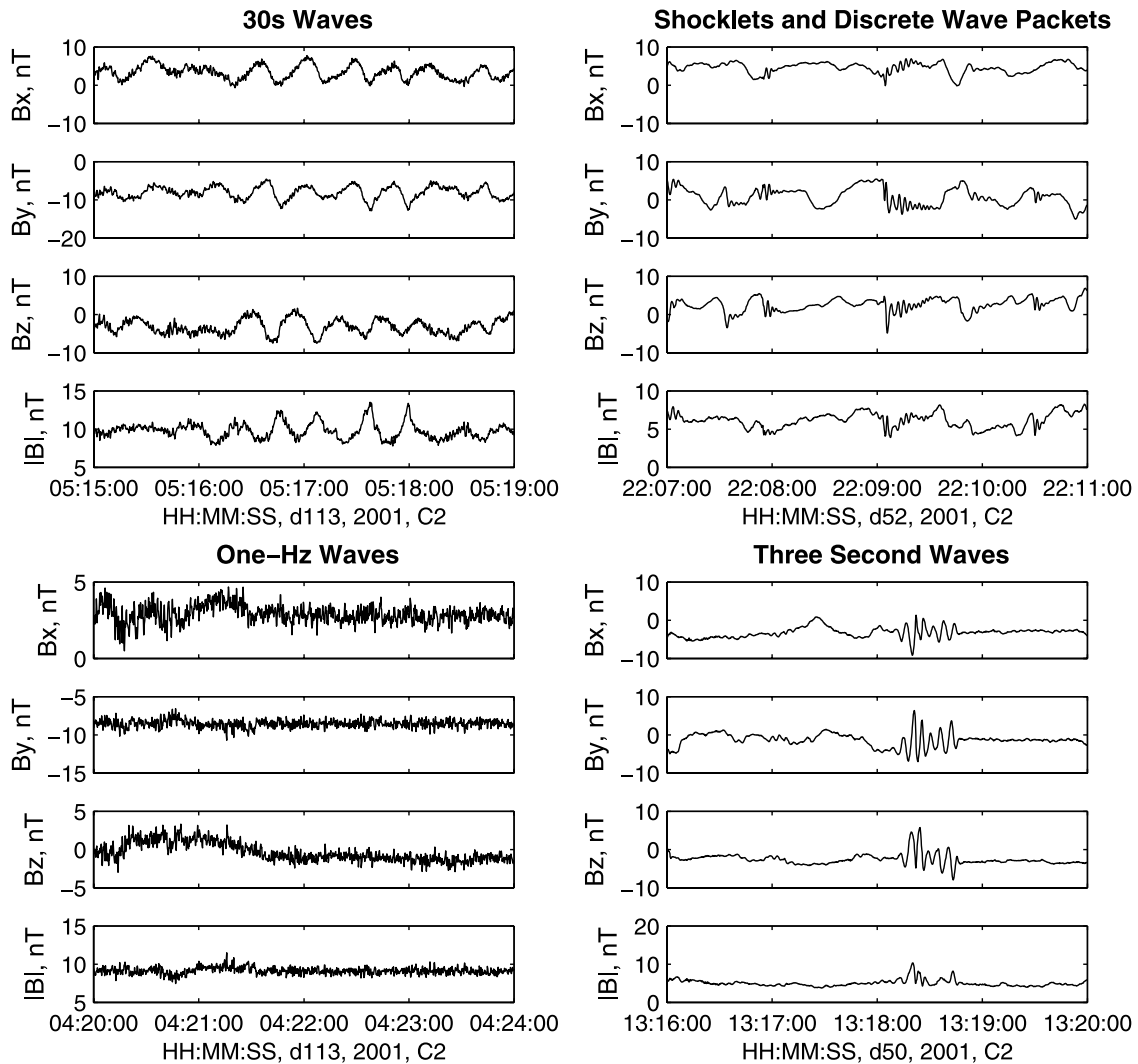 30s Waves
10
0
−10
Bx, nT
0
−10
−20
By, nT
10
0
−10
Bz, nT
15
10
5
|B|, nT
05:15:00 05:16:00 05:17:00 05:18:00 05:19:00
HH:MM:SS, d113, 2001, C2
Shocklets and Discrete Wave Packets
10
0
−10
Bx, nT
10
0
−10
By, nT
10
0
−10
Bz, nT
10
5
0
|B|, nT
22:07:00 22:08:00 22:09:00 22:10:00 22:11:00
HH:MM:SS, d52, 2001, C2
One−Hz Waves
5
0
Bx, nT
−5
−10
−15
By, nT
5
0
−5
Bz, nT
15
10
5
|B|, nT
04:20:00 04:21:00 04:22:00 04:23:00 04:24:00
HH:MM:SS, d113, 2001, C2
Three Second Waves
10
0
−10
Bx, nT
10
0
−10
By, nT
10
0
−10
Bz, nT
20
10
0
|B|, nT
13:16:00 13:17:00 13:18:00 13:19:00 13:20:00
HH:MM:SS, d50, 2001, C2